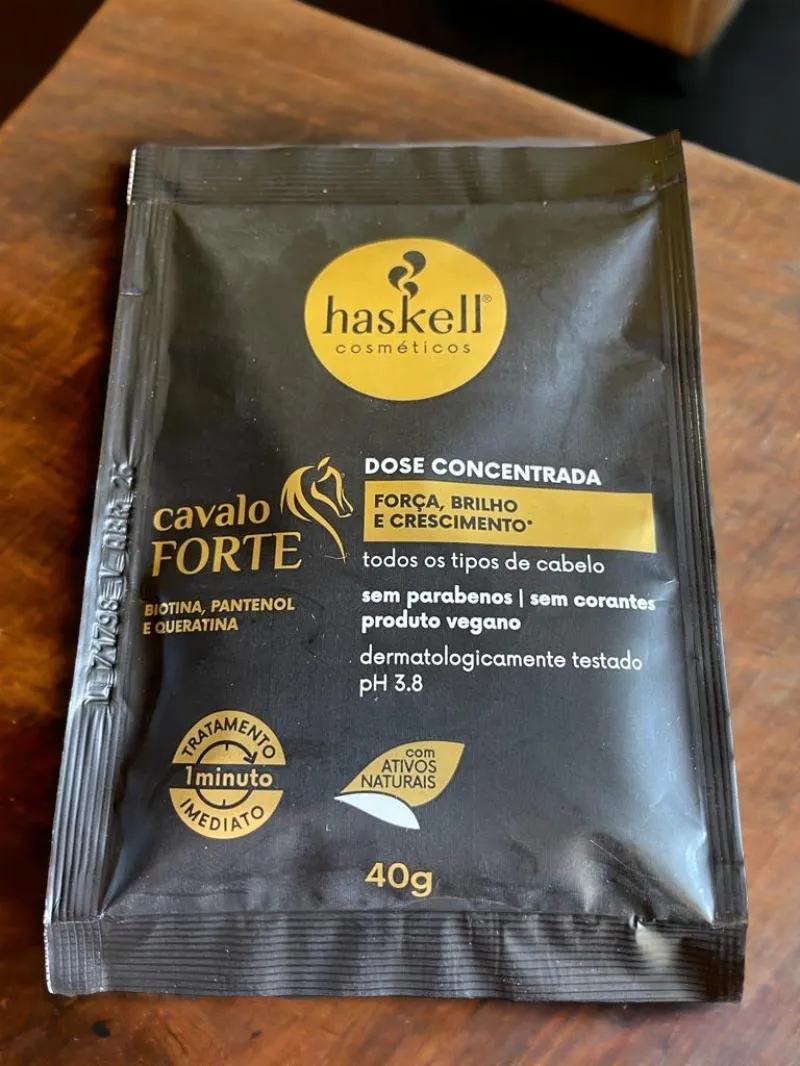 haskell®
cosméticos
DOSE CONCENTRADA
FORÇA, BRILHO
E CRESCIMENTO*
todos os tipos de cabelo
sem parabenos | sem corantes
produto vegano
dermatologicamente testado
pH 3.8
cavalo
FORTE
BIOTINA, PANTENOL
E QUERATINA
TRATAMENTO
1minuto
IMEDIATO
com
ATIVOS
NATURAIS
40g